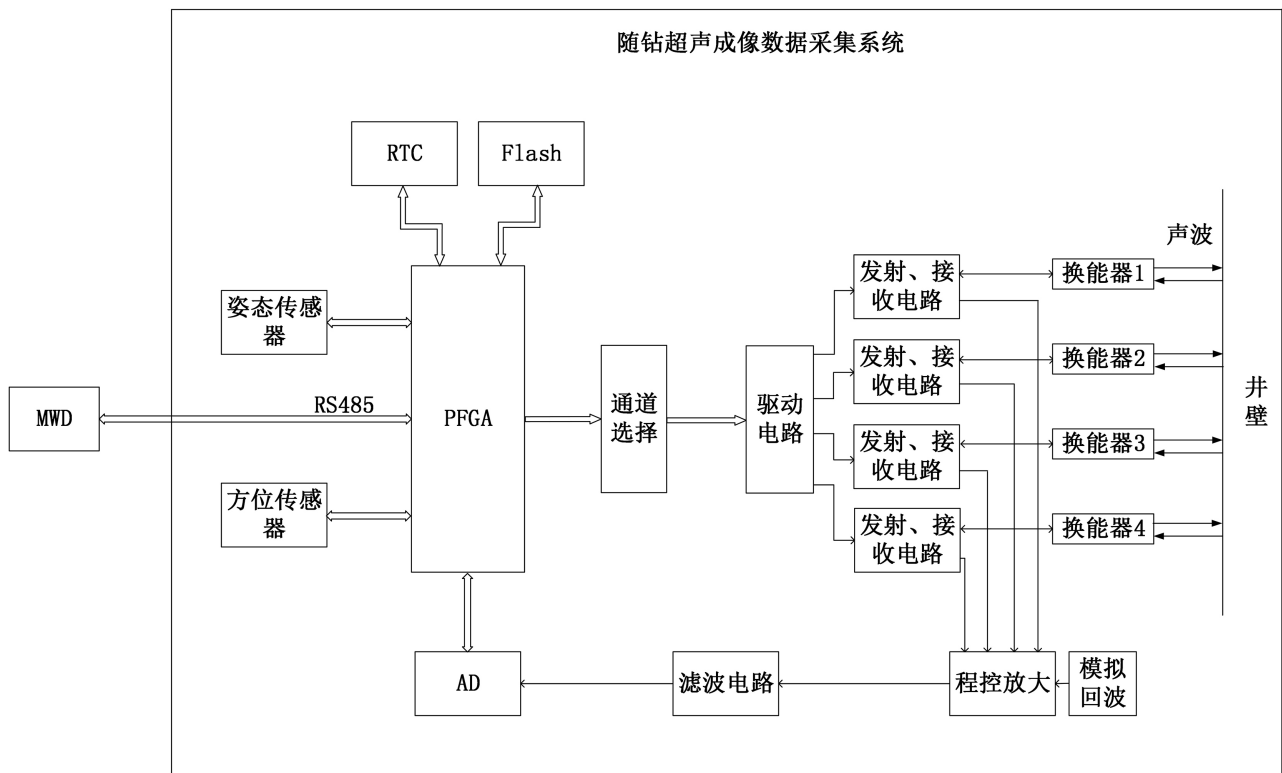 随钻超声成像数据采集系统
RTC
Flash
声波
姿态传感
器
发射、接
收电路
换能器1
发射、接
收电路
换能器2
MWD
RS485
PFGA
通道
选择
驱动
电路
井
壁
发射、接
收电路
换能器3
方位传感
器
发射、接
收电路
换能器4
AD
滤波电路
程控放大
模拟
回波